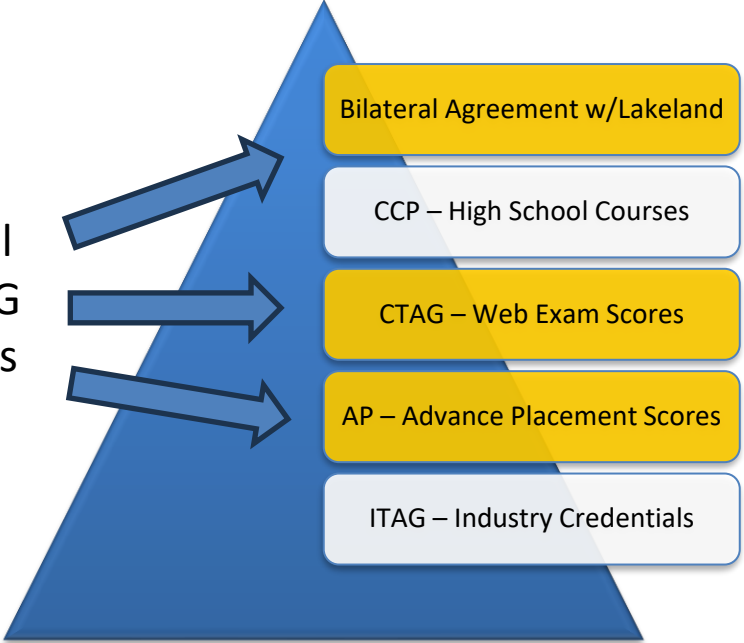 Bilateral Agreement w/Lakeland
CCP – High School Courses
l
G
CTAG – Web Exam Scores
s
AP – Advance Placement Scores
ITAG – Industry Credentials